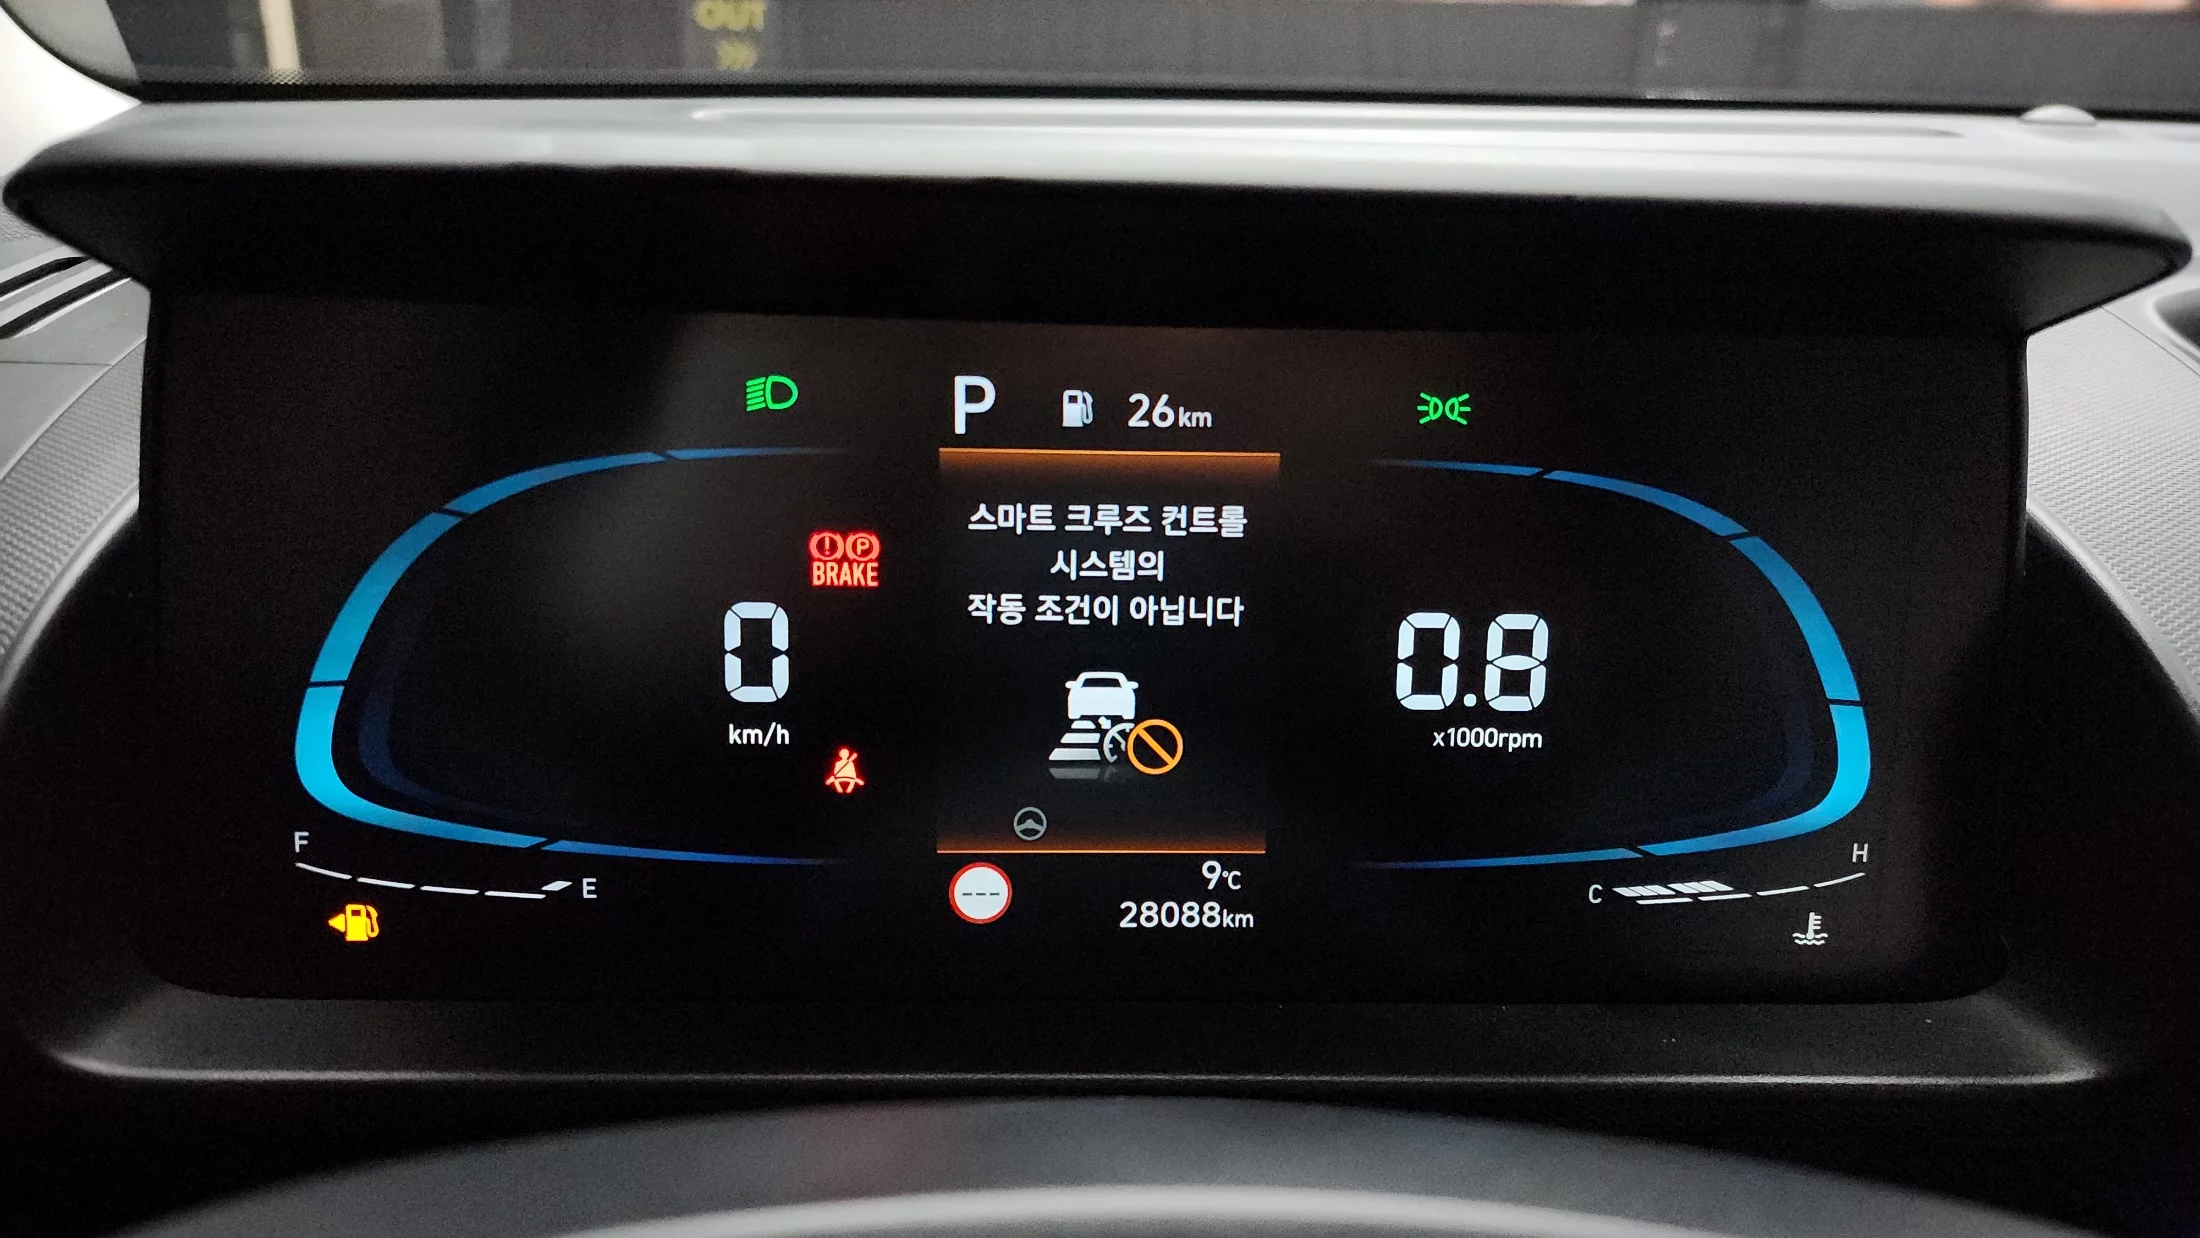 OUT
P 26km
스마트 크루즈 컨트롤
시스템의
작동 조건이 아닙니다
BRAKE
0
km/h
0.8
x1000rpm
F E
C H
---
9℃
28088km